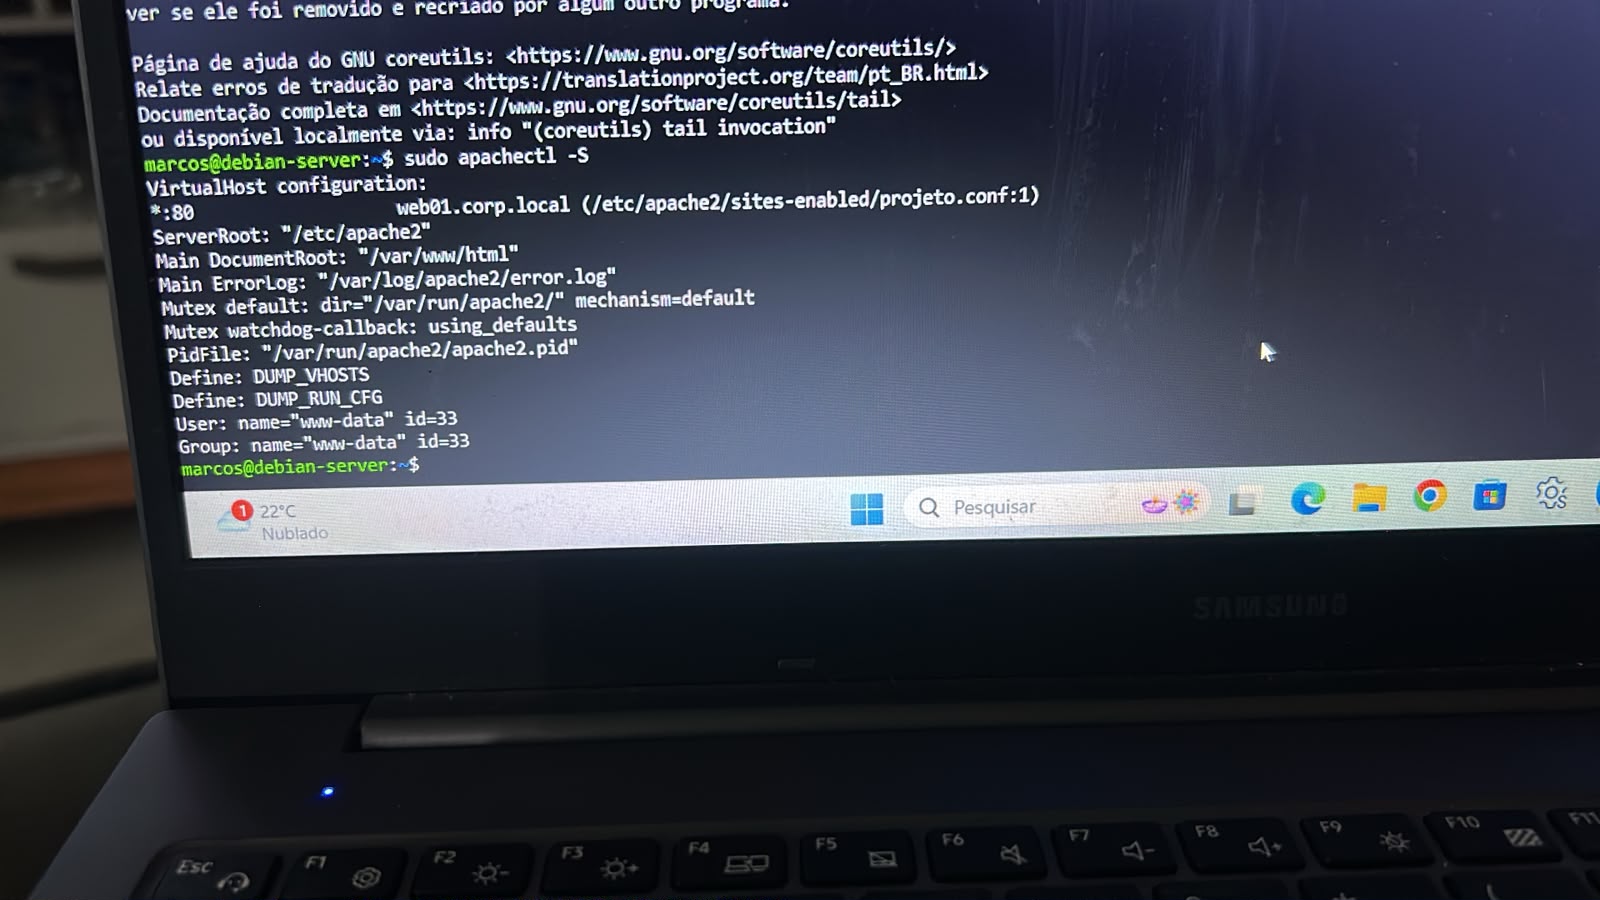 ver se ele foi removido e recriado por algum outro programa.
Página de ajuda do GNU coreutils: <https://www.gnu.org/software/coreutils/>
Relate erros de tradução para <https://translationproject.org/team/pt_BR.html>
Documentação completa em <https://www.gnu.org/software/coreutils/tail>
ou disponível localmente via: info "(coreutils) tail invocation"
marcos@debian-server:~$ sudo apachectl -S
VirtualHost configuration:
*:80 web01.corp.local (/etc/apache2/sites-enabled/projeto.conf:1)
ServerRoot: "/etc/apache2"
Main DocumentRoot: "/var/www/html"
Main ErrorLog: "/var/log/apache2/error.log"
Mutex default: dir="/var/run/apache2/" mechanism=default
Mutex watchdog-callback: using_defaults
PidFile: "/var/run/apache2/apache2.pid"
Define: DUMP_VHOSTS
Define: DUMP_RUN_CFG
User: name="www-data" id=33
Group: name="www-data" id=33
marcos@debian-server:~$
1 22°C
Nublado
Pesquisar
SAMSUNG
Esc F1 F2 F3 F4 F5 F6 F7 F8 F9 F10 F11